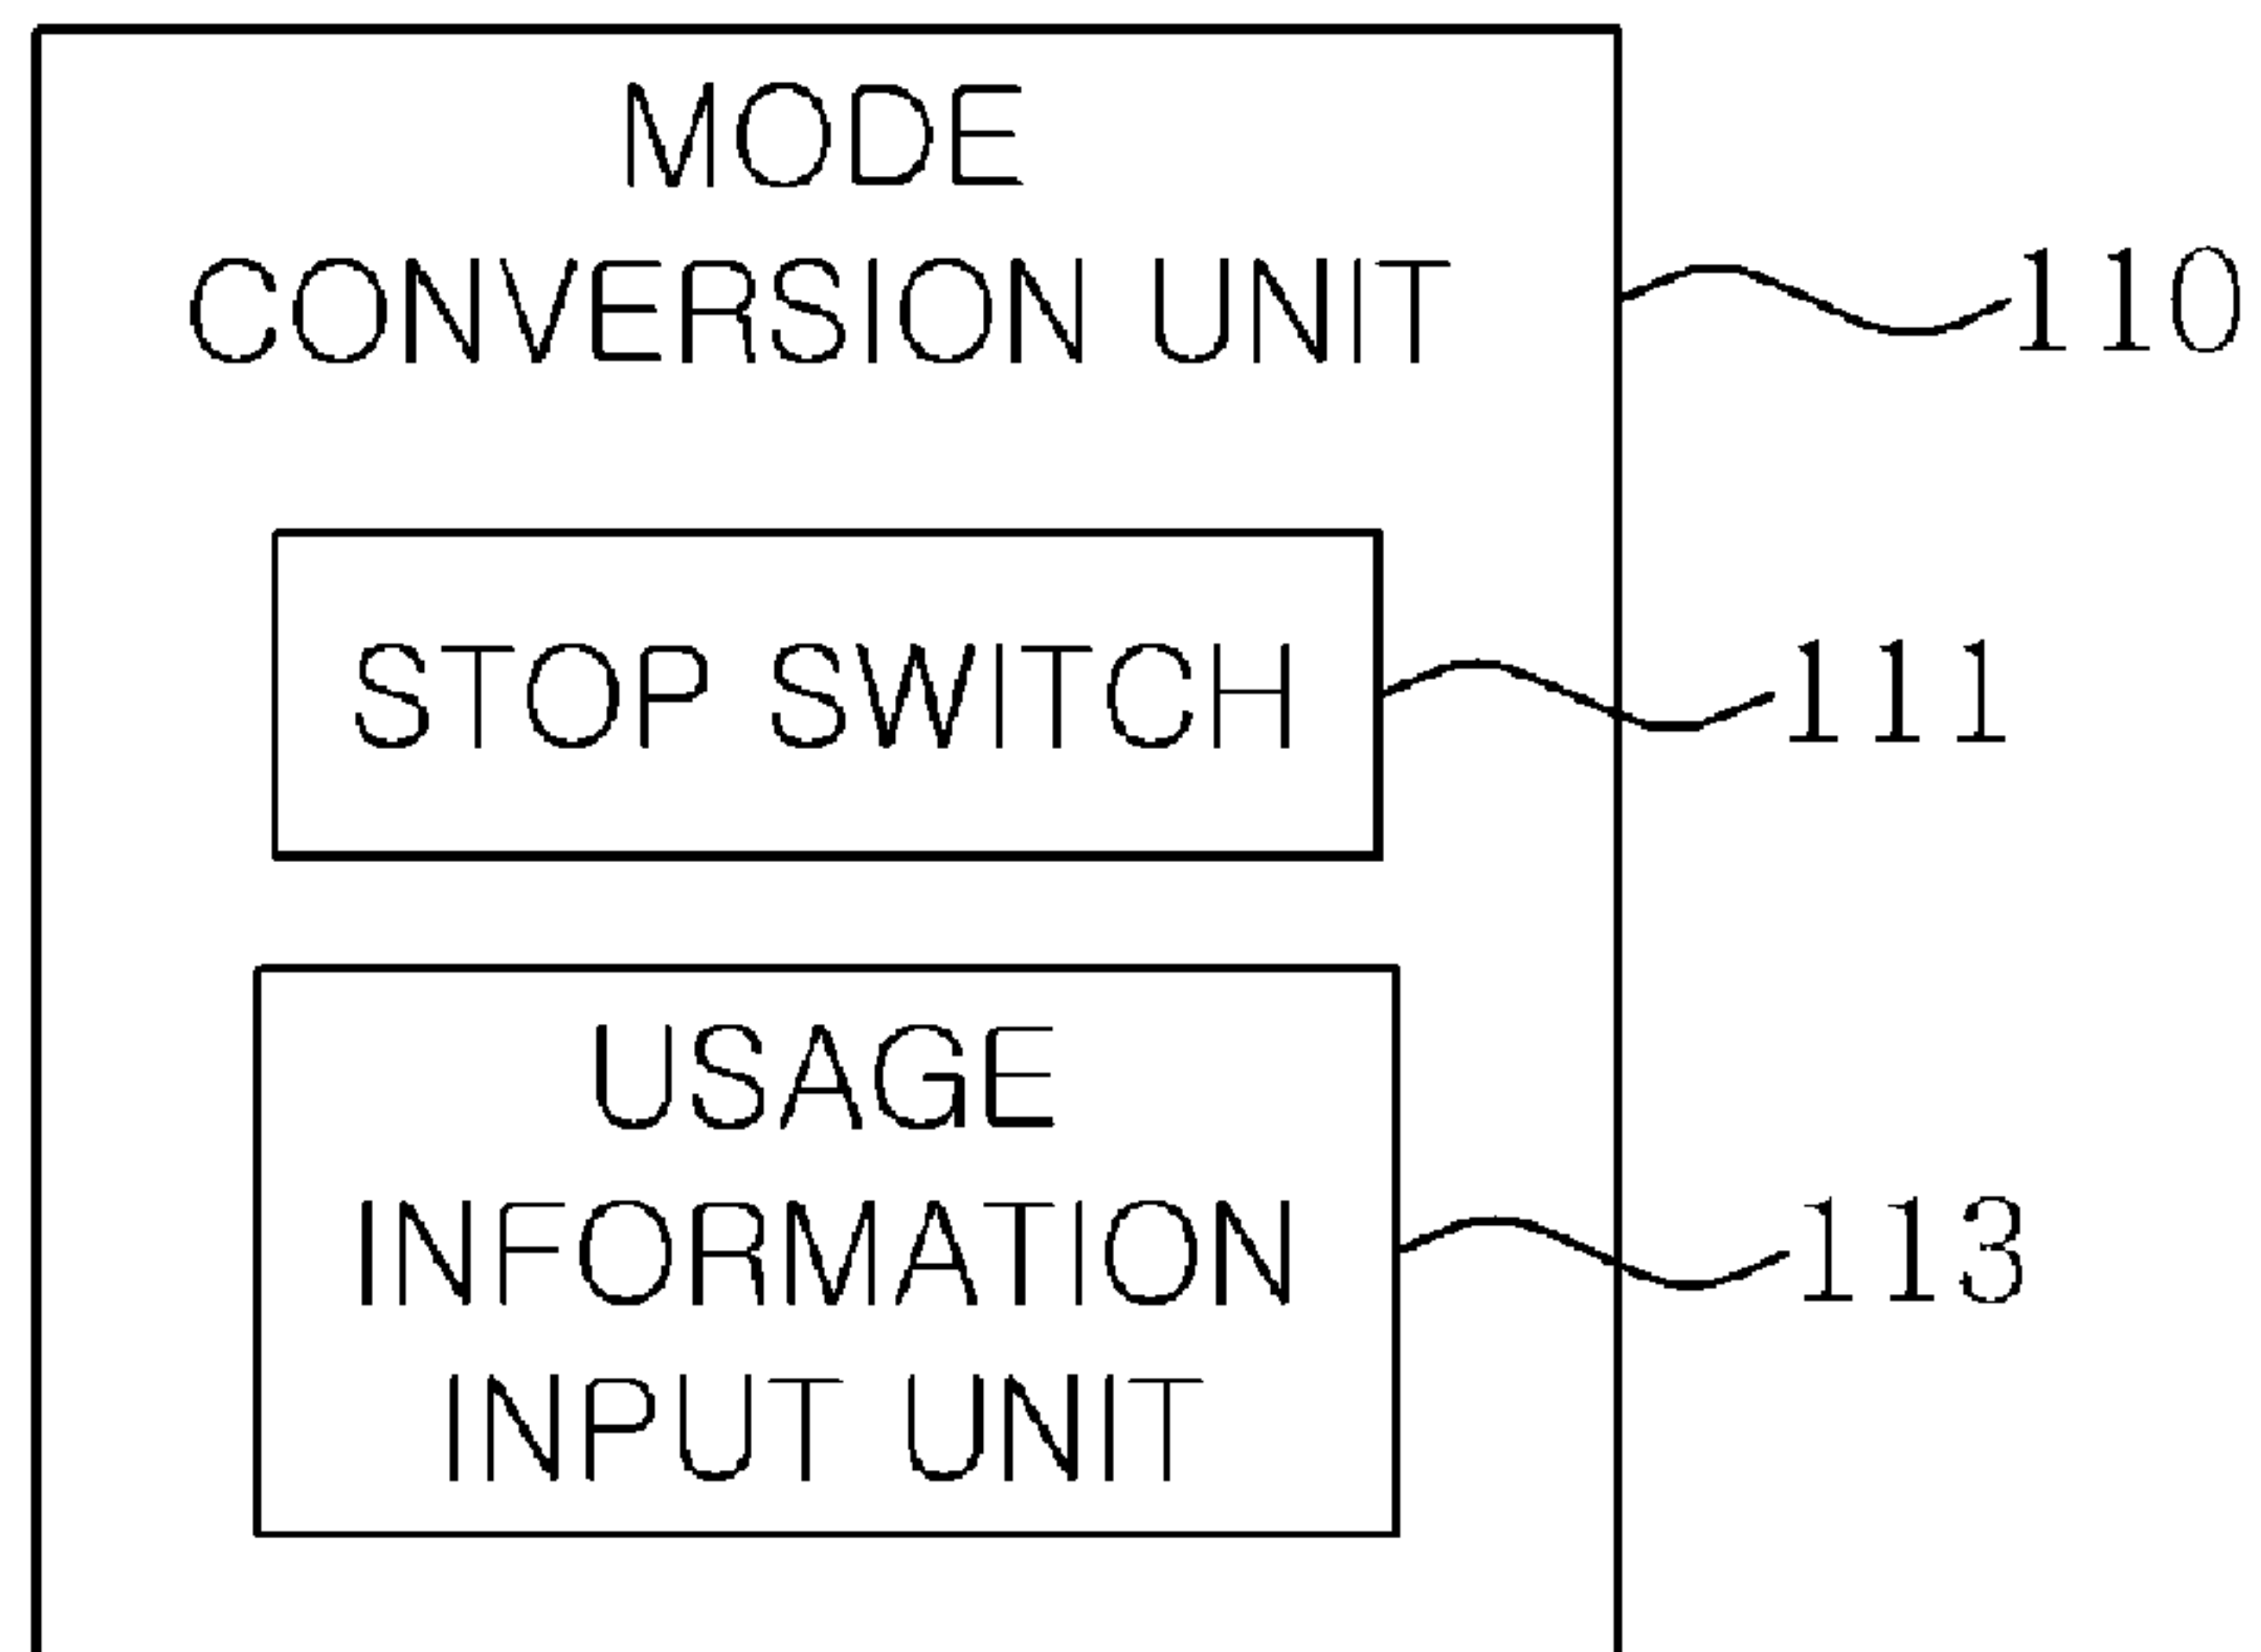 MODE
CONVERSION UNIT
110
STOP SWITCH
111
USAGE
INFORMATION
113
INPUT UNIT